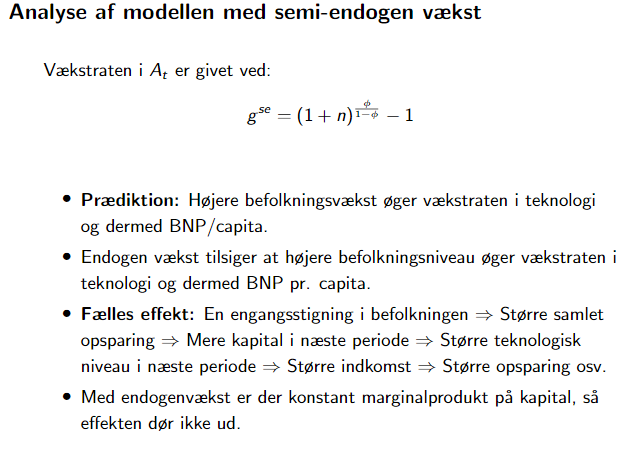 Analyse af modellen med semi-endogen vækst
Vækstraten i Aₜ er givet ved:
gˢᵉ = (1 + n)^{\frac{ϕ}{1−ϕ}} − 1
• Prædiktion: Højere befolkningsvækst øger vækstraten i teknologi
og dermed BNP/capita.
• Endogen vækst tilsiger at højere befolkningsniveau øger vækstraten i
teknologi og dermed BNP pr. capita.
• Fælles effekt: En engangsstigning i befolkningen ⇒ Større samlet
opsparing ⇒ Mere kapital i næste periode ⇒ Større teknologisk
niveau i næste periode ⇒ Større indkomst ⇒ Større opsparing osv.
• Med endogenvækst er der konstant marginalprodukt på kapital, så
effekten dør ikke ud.